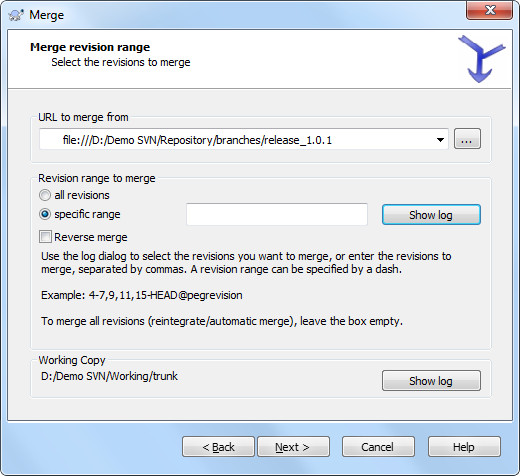 Merge
Merge revision range
Select the revisions to merge
URL to merge from
file:///D:/Demo SVN/Repository/branches/release_1.0.1
...
Revision range to merge
all revisions
specific range
Show log
Reverse merge
Use the log dialog to select the revisions you want to merge, or enter the revisions to
merge, separated by commas. A revision range can be specified by a dash.
Example: 4-7,9,11,15-HEAD@pegrevision
To merge all revisions (reintegrate/automatic merge), leave the box empty.
Working Copy
D:/Demo SVN/Working/trunk
Show log
< Back
Next >
Cancel
Help